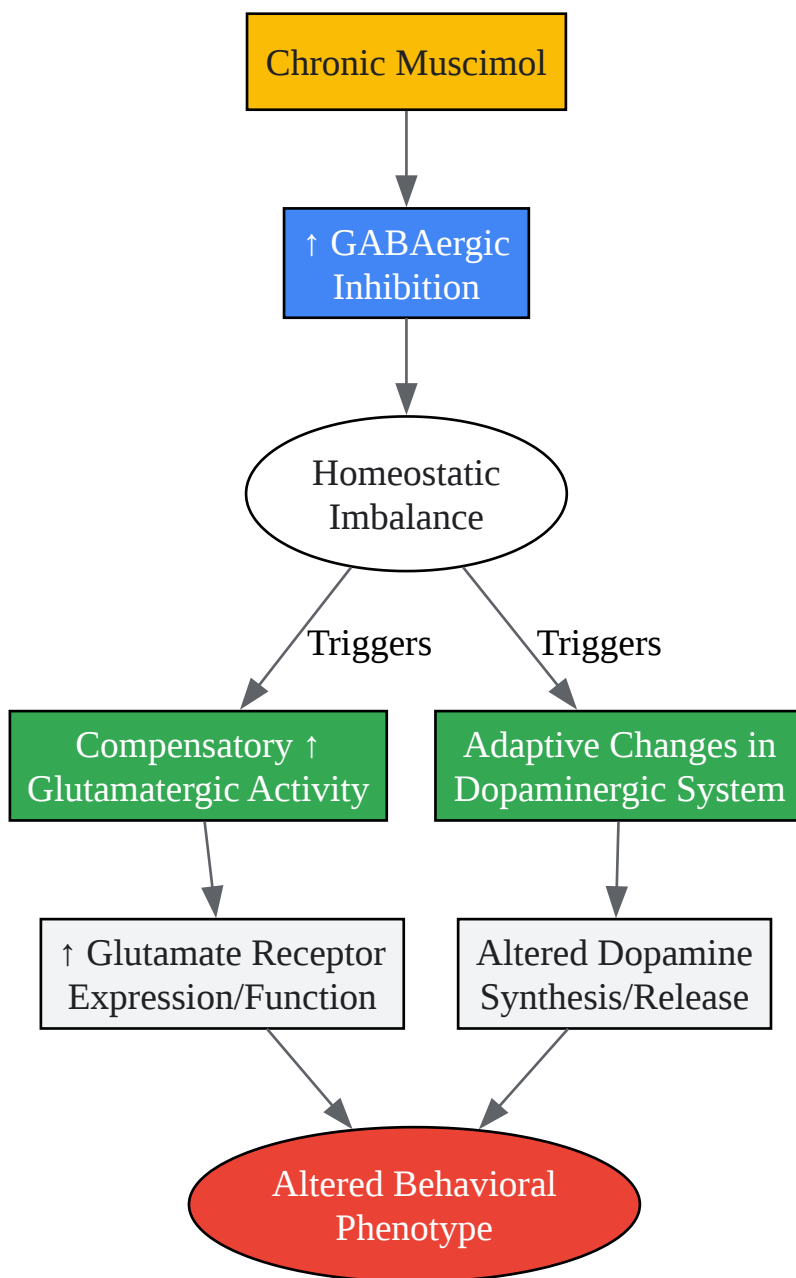 Chronic Muscimol
↑ GABAergic
Inhibition
Homeostatic
Imbalance
Triggers
Triggers
Compensatory ↑
Glutamatergic Activity
Adaptive Changes in
Dopaminergic System
↑ Glutamate Receptor
Expression/Function
Altered Dopamine
Synthesis/Release
Altered Behavioral
Phenotype